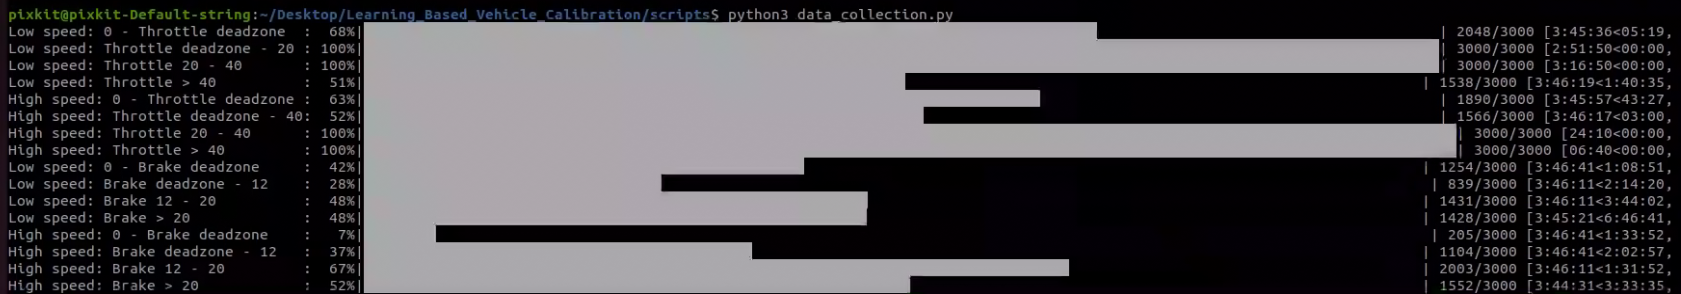 pixkit@pixkit-Default-string:~/Desktop/Learning_Based_Vehicle_Calibration/scripts$ python3 data_collection.py
Low speed: 0 - Throttle deadzone : 68%| | 2048/3000 [3:45:36<05:19,
Low speed: Throttle deadzone - 20 : 100%| | 3000/3000 [2:51:50<00:00,
Low speed: Throttle 20 - 40 : 100%| | 3000/3000 [3:16:50<00:00,
Low speed: Throttle > 40 : 51%| | 1538/3000 [3:46:19<1:40:35,
High speed: 0 - Throttle deadzone : 63%| | 1890/3000 [3:45:57<43:27,
High speed: Throttle deadzone - 40: 52%| | 1566/3000 [3:46:17<03:00,
High speed: Throttle 20 - 40 : 100%| | 3000/3000 [24:10<00:00,
High speed: Throttle > 40 : 100%| | 3000/3000 [06:40<00:00,
Low speed: 0 - Brake deadzone : 42%| | 1254/3000 [3:46:41<1:08:51,
Low speed: Brake deadzone - 12 : 28%| | 839/3000 [3:46:11<2:14:20,
Low speed: Brake 12 - 20 : 48%| | 1431/3000 [3:46:11<3:44:02,
Low speed: Brake > 20 : 48%| | 1428/3000 [3:45:21<6:46:41,
High speed: 0 - Brake deadzone : 7%| | 205/3000 [3:46:41<1:33:52,
High speed: Brake deadzone - 12 : 37%| | 1104/3000 [3:46:41<2:02:57,
High speed: Brake 12 - 20 : 67%| | 2003/3000 [3:46:11<1:31:52,
High speed: Brake > 20 : 52%| | 1552/3000 [3:44:31<3:33:35,